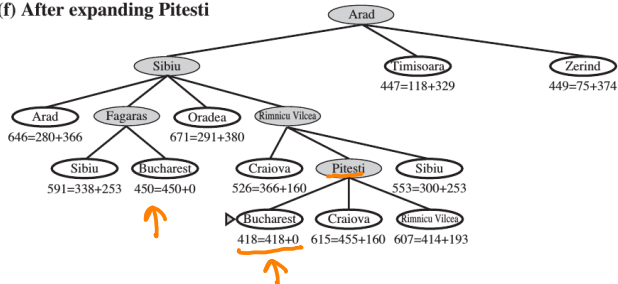 (f) After expanding Pitesti
Arad
Sibiu
Timisoara
Zerind
447=118+329
449=75+374
Arad
Fagaras
Oradea
Rimnicu Vilcea
646=280+366
671=291+380
Sibiu
Bucharest
Craiova
Pitesti
Sibiu
591=338+253
450=450+0
526=366+160
553=300+253
Bucharest
Craiova
Rimnicu Vilcea
418=418+0
615=455+160
607=414+193